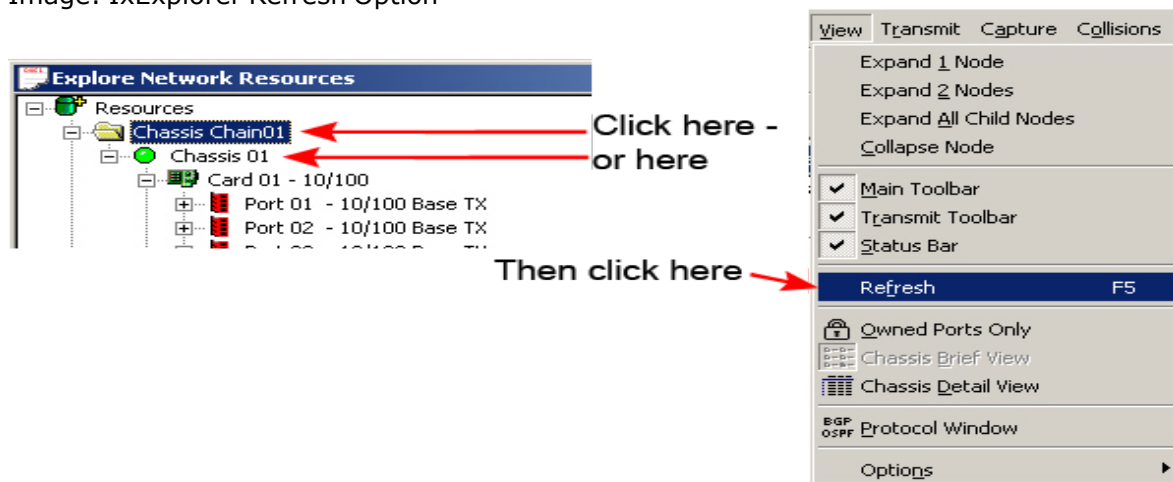 Image: IxExplorer Refresh Option
Explore Network Resources
Resources
Chassis Chain01
Chassis 01
Card 01 - 10/100
Port 01 - 10/100 Base TX
Port 02 - 10/100 Base TX
Click here -
or here
Then click here
View Transmit Capture Collisions
Expand 1 Node
Expand 2 Nodes
Expand All Child Nodes
Collapse Node
Main Toolbar
Transmit Toolbar
Status Bar
Refresh F5
Owned Ports Only
Chassis Brief View
Chassis Detail View
BGP
OSPF Protocol Window
Options